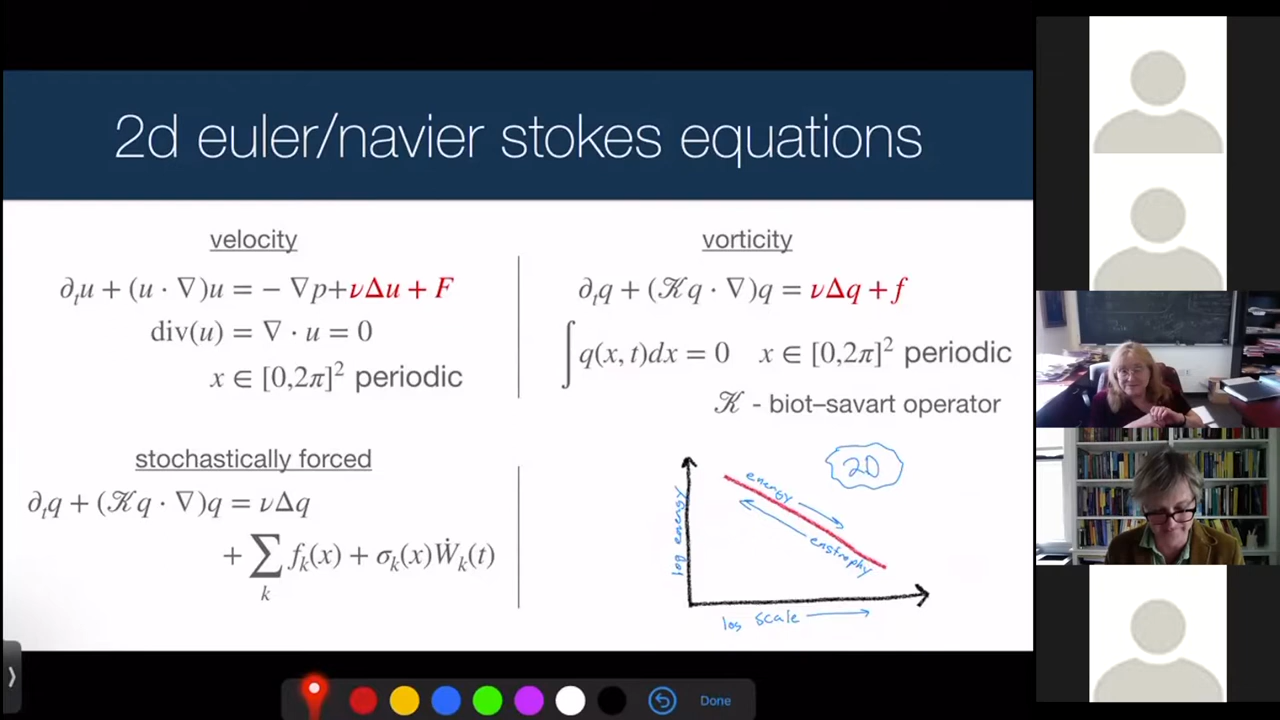 2d euler/navier stokes equations
velocity
∂ₜu + (u · ∇)u = − ∇p+νΔu + F
div(u) = ∇ · u = 0
x ∈ [0,2π]² periodic
stochastically forced
∂ₜq + (𝒦q · ∇)q = νΔq
+ ∑ₖ fₖ(x) + σₖ(x)Ẇₖ(t)
vorticity
∂ₜq + (𝒦q · ∇)q = νΔq + f
∫ q(x, t)dx = 0 x ∈ [0,2π]² periodic
𝒦 - biot–savart operator
2D
energy
enstrophy
log energy
log scale
Done